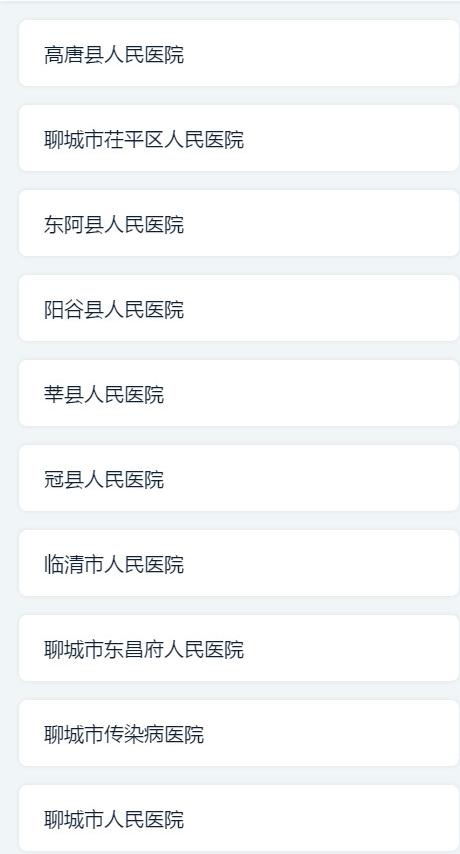 高唐县人民医院
聊城市茌平区人民医院
东阿县人民医院
阳谷县人民医院
莘县人民医院
冠县人民医院
临清市人民医院
聊城市东昌府人民医院
聊城市传染病医院
聊城市人民医院